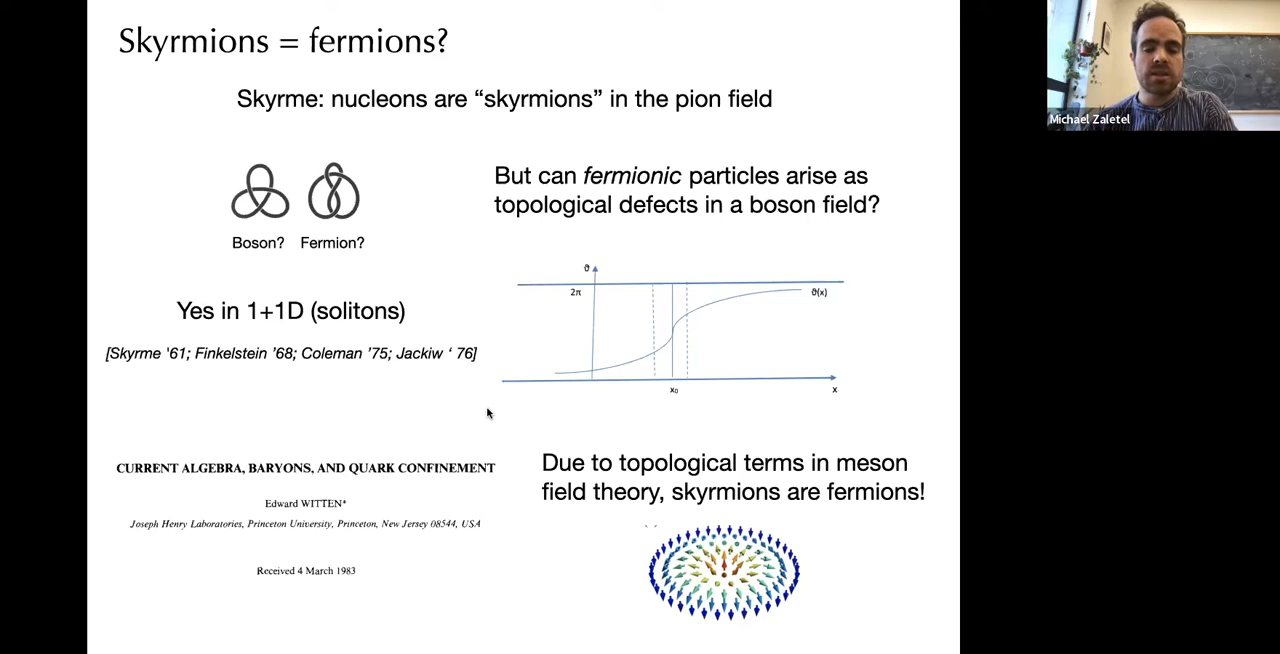 Skyrmions = fermions?
Skyrme: nucleons are “skyrmions” in the pion field
But can fermionic particles arise as
topological defects in a boson field?
Boson? Fermion?
Yes in 1+1D (solitons)
[Skyrme '61; Finkelstein '68; Coleman '75; Jackiw ‘ 76]
ϑ
2π
ϑ(x)
x₀
x
CURRENT ALGEBRA, BARYONS, AND QUARK CONFINEMENT
Edward WITTEN*
Joseph Henry Laboratories, Princeton University, Princeton, New Jersey 08544, USA
Received 4 March 1983
Due to topological terms in meson
field theory, skyrmions are fermions!
Michael Zaletel